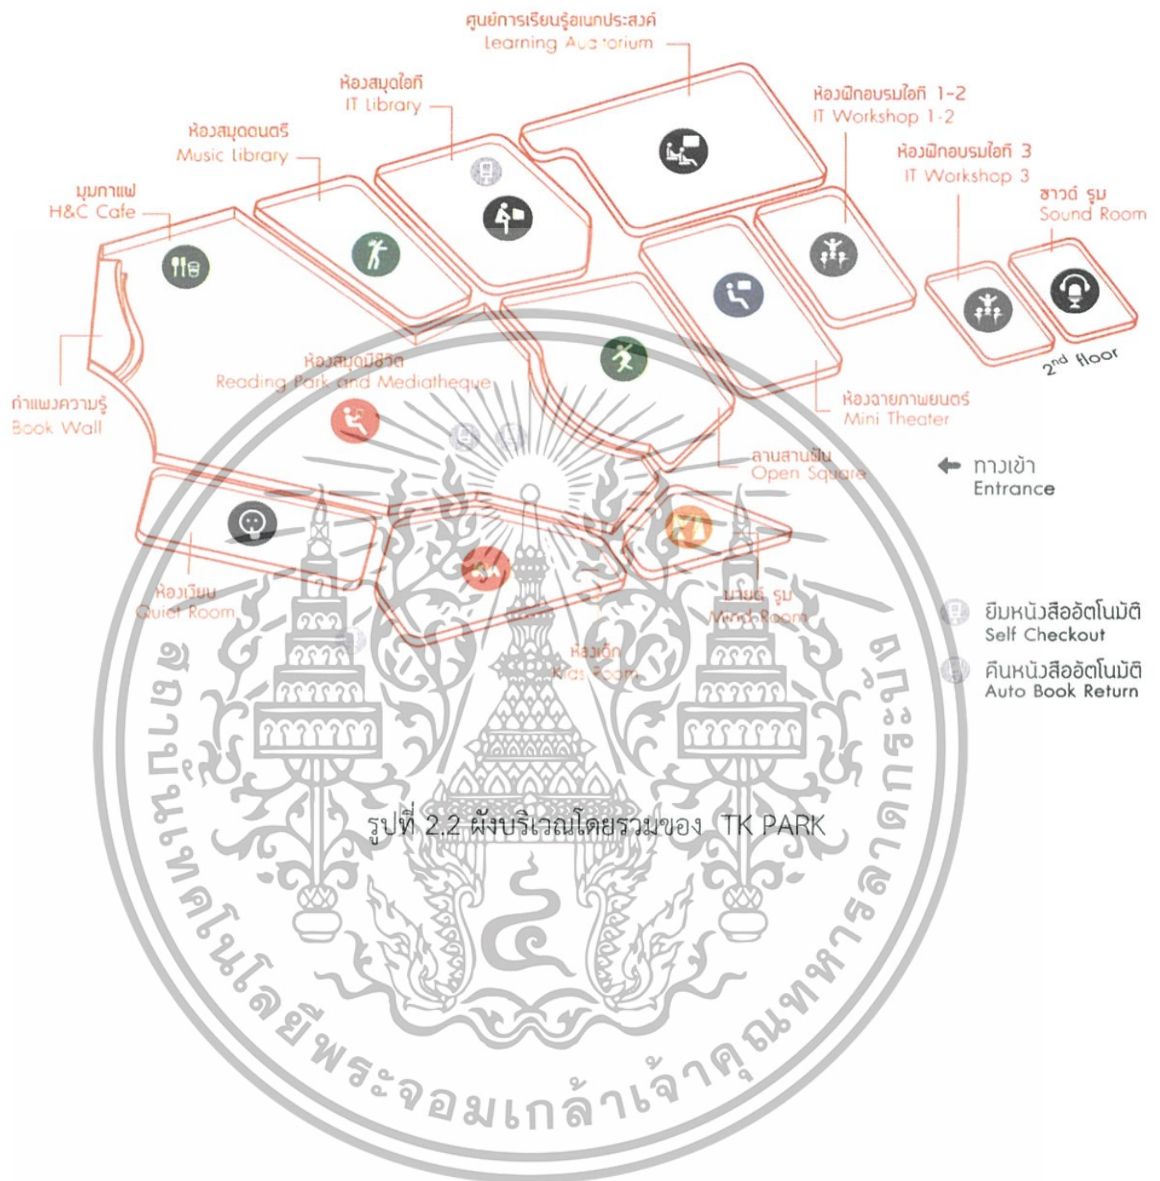 ศูนย์การเรียนรู้อเนกประสงค์
Learning Auditorium
ห้องสมุดไอที
IT Library
ห้องฝึกอบรมไอที 1-2
IT Workshop 1-2
ห้องสมุดดนตรี
Music Library
ห้องฝึกอบรมไอที 3
IT Workshop 3
มุมกาแฟ
H&C Cafe
ซาวด์ รูม
Sound Room
2nd floor
ห้องสมุดมีชีวิต
Reading Park and Mediatheque
กำแพงความรู้
Book Wall
ห้องฉายภาพยนตร์
Mini Theater
ลานสานฝัน
Open Square
ทางเข้า
Entrance
ห้องเงียบ
Quiet Room
มายด์ รูม
Mind Room
ห้องเด็ก
Kids Room
ยืมหนังสืออัตโนมัติ
Self Checkout
คืนหนังสืออัตโนมัติ
Auto Book Return
รูปที่ 2.2 ผังบริเวณโดยรวมของ TK PARK
สถาบันเทคโนโลยีพระจอมเกล้าเจ้าคุณทหารลาดกระบัง